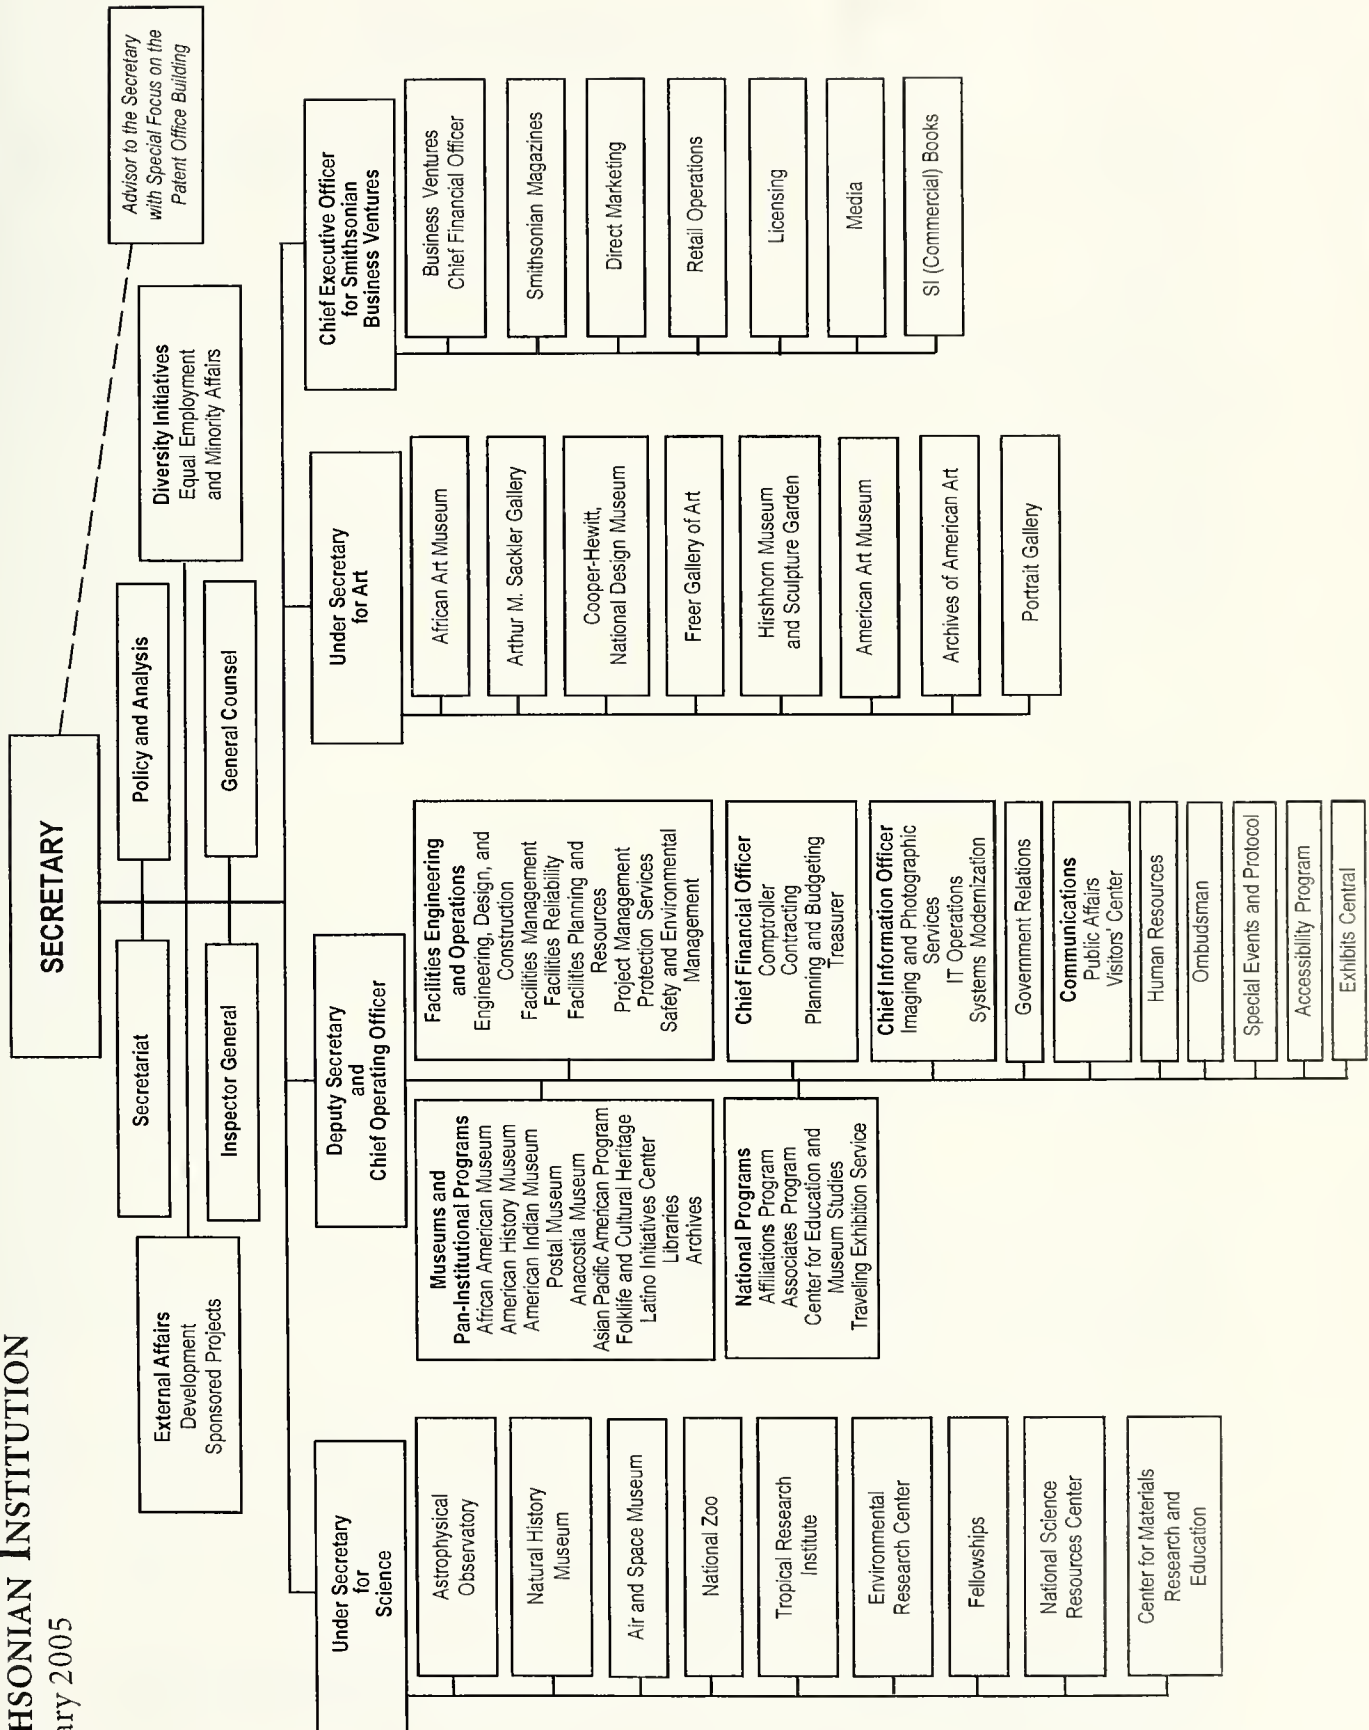 HSONIAN INSTITUTION
ary 2005
SECRETARY
Advisor to the Secretary
with Special Focus on the
Patent Office Building
Secretariat
Policy and Analysis
External Affairs
Development
Sponsored Projects
Diversity Initiatives
Equal Employment
and Minority Affairs
Inspector General
General Counsel
Under Secretary
for
Science
Astrophysical
Observatory
Natural History
Museum
Air and Space Museum
National Zoo
Tropical Research
Institute
Environmental
Research Center
Fellowships
National Science
Resources Center
Center for Materials
Research and
Education
Deputy Secretary
and
Chief Operating Officer
Museums and
Pan-Institutional Programs
African American Museum
American History Museum
American Indian Museum
Postal Museum
Anacostia Museum
Asian Pacific American Program
Folklife and Cultural Heritage
Latino Initiatives Center
Libraries
Archives
National Programs
Affiliations Program
Associates Program
Center for Education and
Museum Studies
Traveling Exhibition Service
Facilities Engineering
and Operations
Engineering, Design, and
Construction
Facilities Management
Facilities Reliability
Facilities Planning and
Resources
Project Management
Protection Services
Safety and Environmental
Management
Chief Financial Officer
Comptroller
Contracting
Planning and Budgeting
Treasurer
Chief Information Officer
Imaging and Photographic
Services
IT Operations
Systems Modernization
Government Relations
Communications
Public Affairs
Visitors' Center
Human Resources
Ombudsman
Special Events and Protocol
Accessibility Program
Exhibits Central
Under Secretary
for Art
African Art Museum
Arthur M. Sackler Gallery
Cooper-Hewitt,
National Design Museum
Freer Gallery of Art
Hirshhorn Museum
and Sculpture Garden
American Art Museum
Archives of American Art
Portrait Gallery
Chief Executive Officer
for Smithsonian
Business Ventures
Business Ventures
Chief Financial Officer
Smithsonian Magazines
Direct Marketing
Retail Operations
Licensing
Media
SI (Commercial) Books